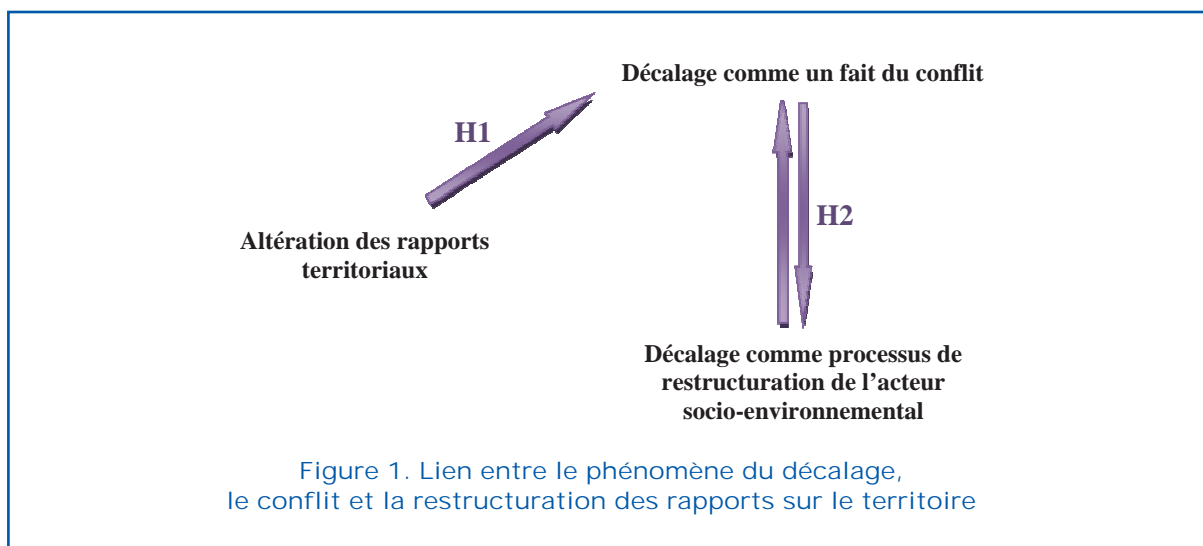 Décalage comme un fait du conflit
H1
H2
Altération des rapports
territoriaux
Décalage comme processus de
restructuration de l’acteur
socio-environnemental
Figure 1. Lien entre le phénomène du décalage,
le conflit et la restructuration des rapports sur le territoire